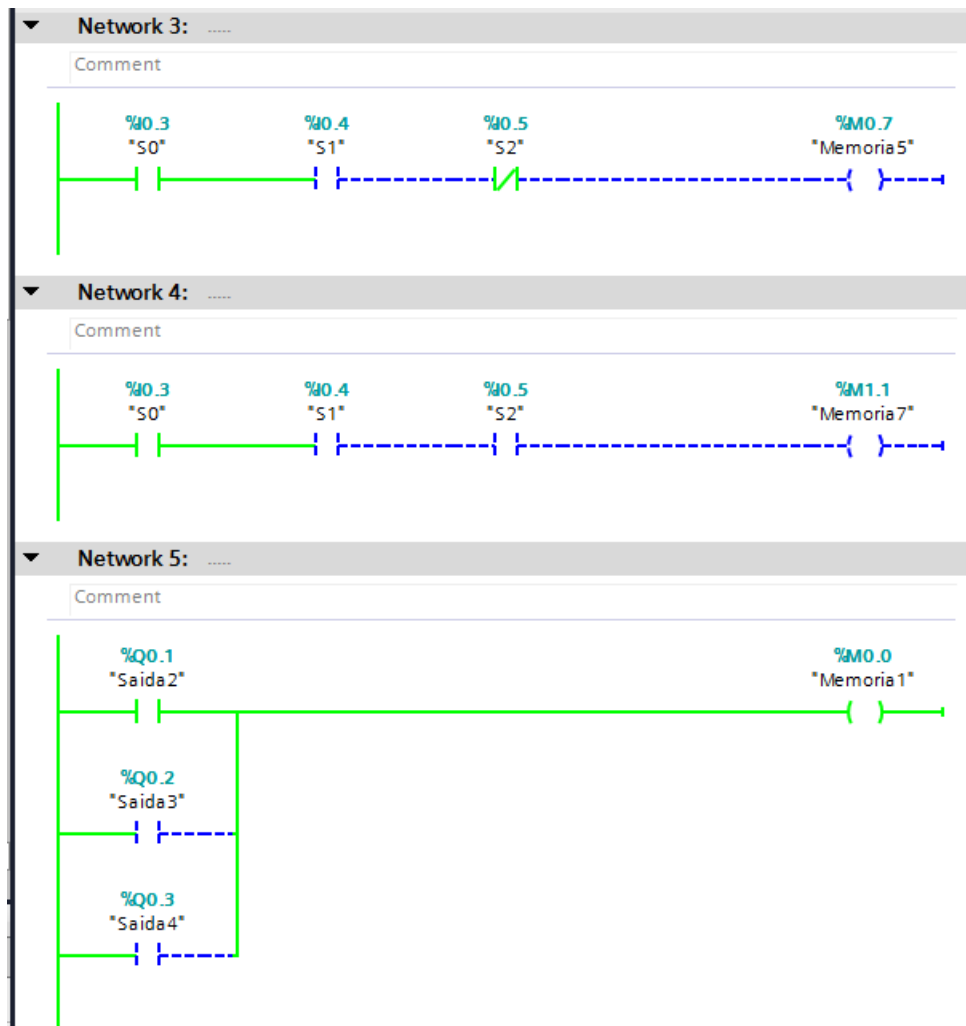 Network 3: .....
Comment
%I0.3 %I0.4 %I0.5 %M0.7
"S0" "S1" "S2" "Memoria5"
Network 4: .....
Comment
%I0.3 %I0.4 %I0.5 %M1.1
"S0" "S1" "S2" "Memoria7"
Network 5: .....
Comment
%Q0.1 %M0.0
"Saida2" "Memoria1"
%Q0.2
"Saida3"
%Q0.3
"Saida4"